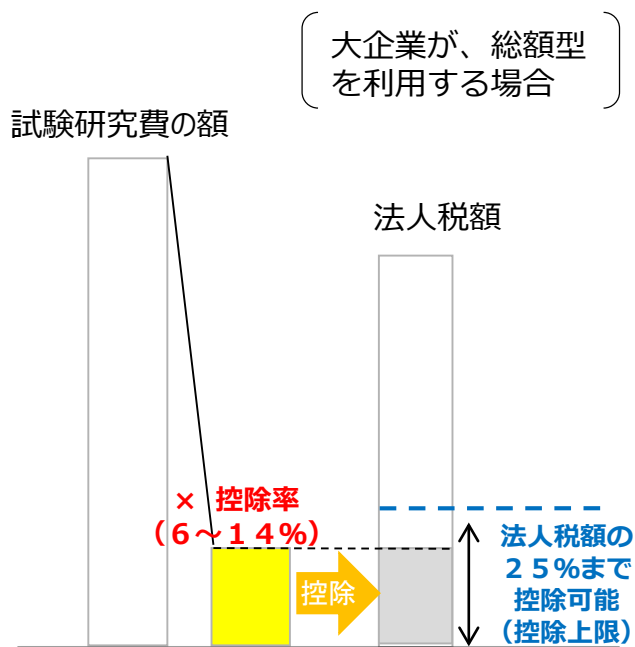 大企業が、総額型
を利用する場合
試験研究費の額
法人税額
× 控除率
（６～１４％）
控除
法人税額の
２５％まで
控除可能
（控除上限）